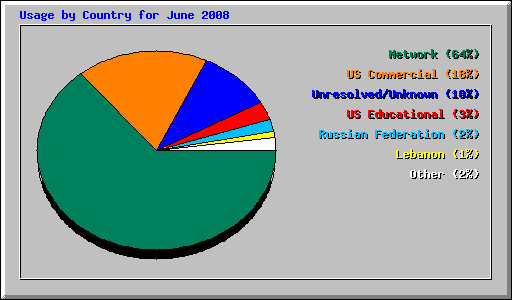 Usage by Country for June 2008
Network (64%)
US Commercial (18%)
Unresolved/Unknown (10%)
US Educational (3%)
Russian Federation (2%)
Lebanon (1%)
Other (2%)